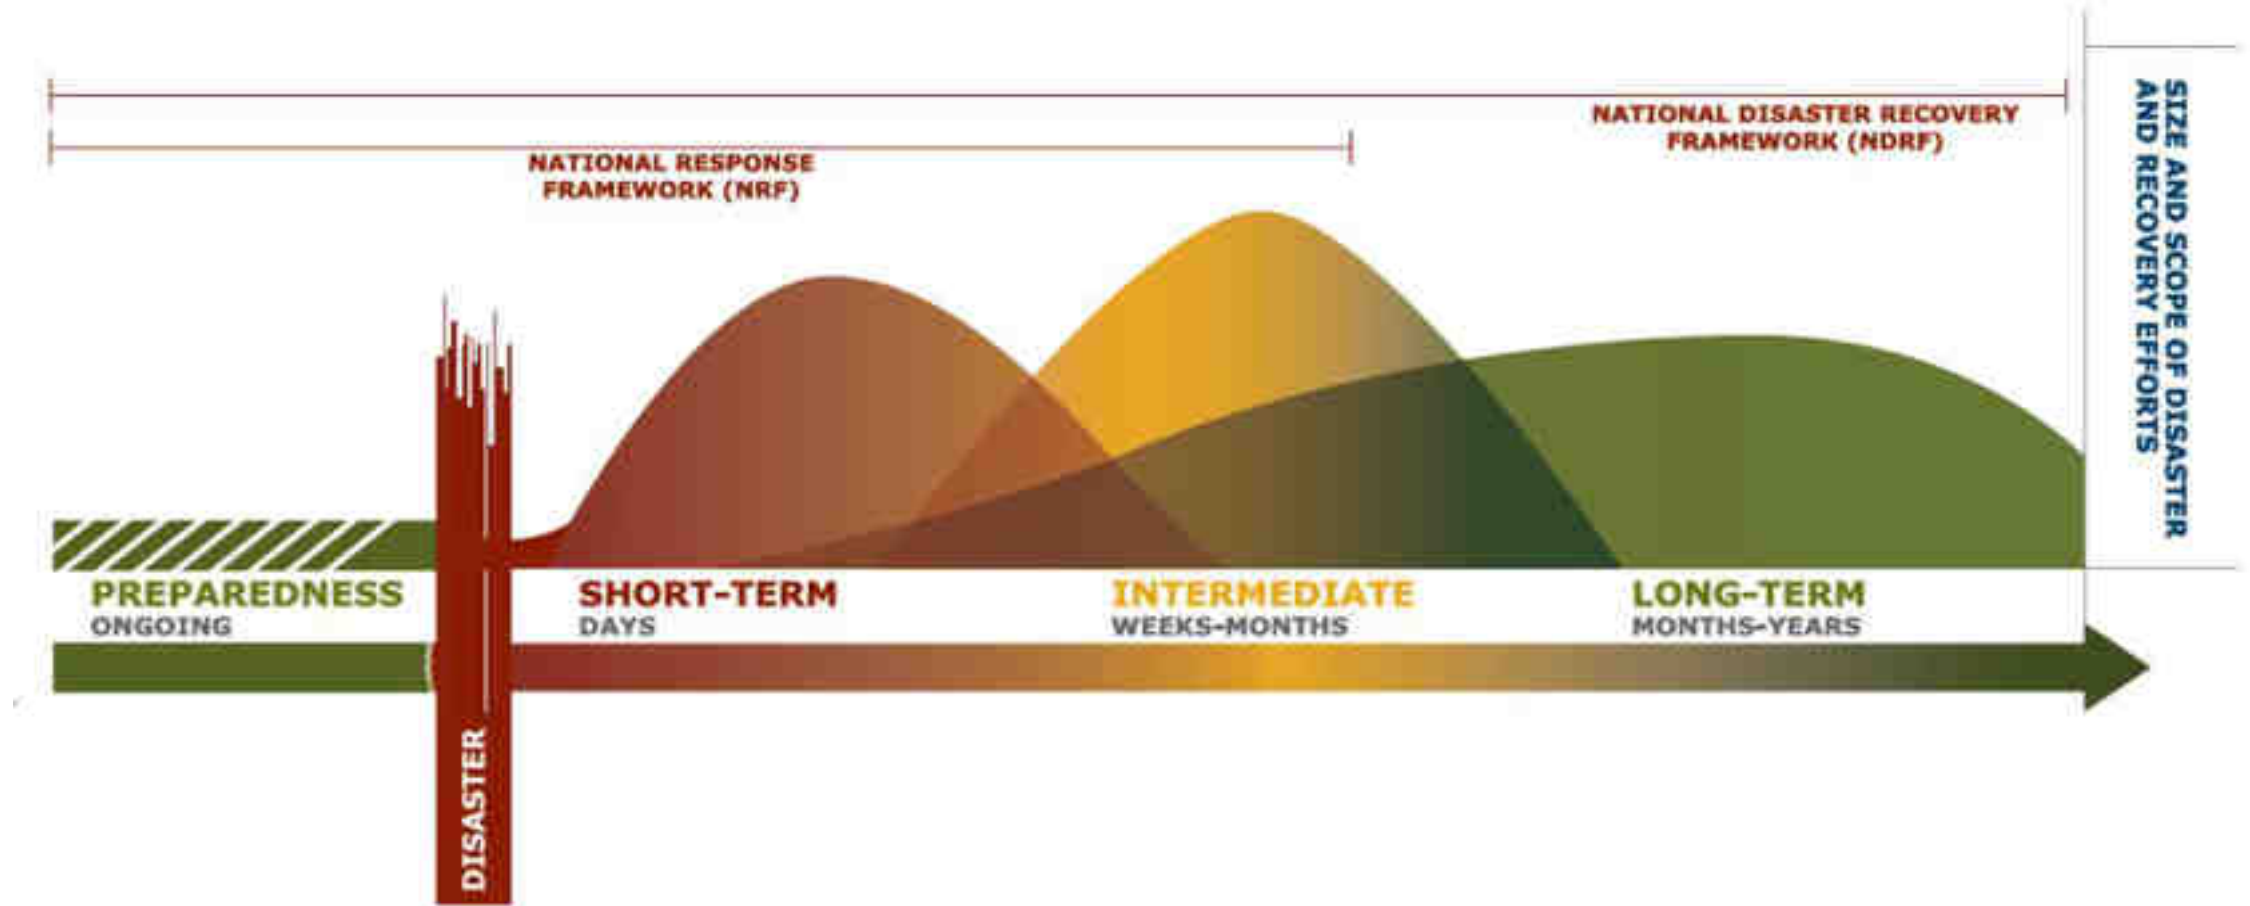 NATIONAL DISASTER RECOVERY
FRAMEWORK (NDRF)
NATIONAL RESPONSE
FRAMEWORK (NRF)
SIZE AND SCOPE OF DISASTER
AND RECOVERY EFFORTS
PREPAREDNESS
ONGOING
SHORT-TERM
DAYS
INTERMEDIATE
WEEKS-MONTHS
LONG-TERM
MONTHS-YEARS
DISASTER